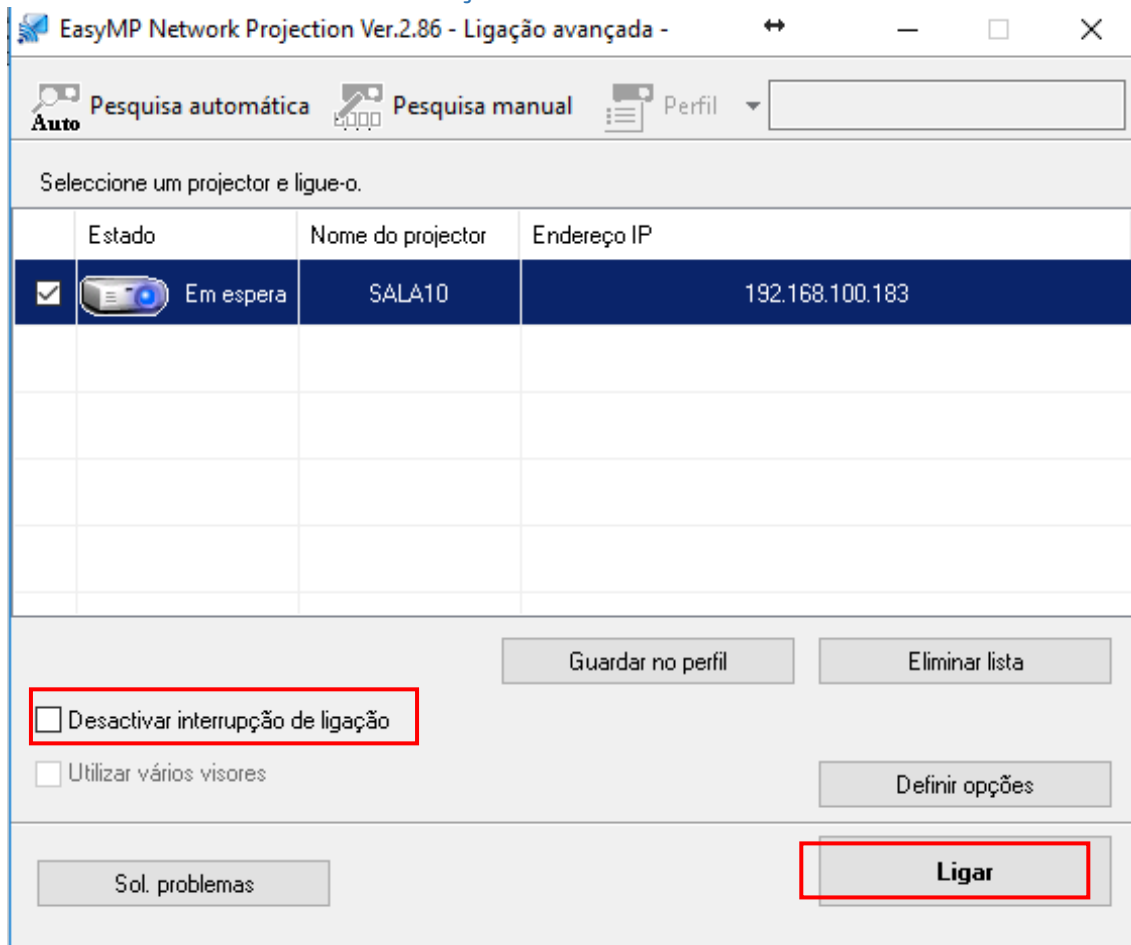 EasyMP Network Projection Ver.2.86 - Ligação avançada -
Auto Pesquisa automática Pesquisa manual Perfil
Seleccione um projector e ligue-o.
Estado Nome do projector Endereço IP
Em espera SALA10 192.168.100.183
Guardar no perfil Eliminar lista
Desactivar interrupção de ligação
Utilizar vários visores
Definir opções
Sol. problemas Ligar